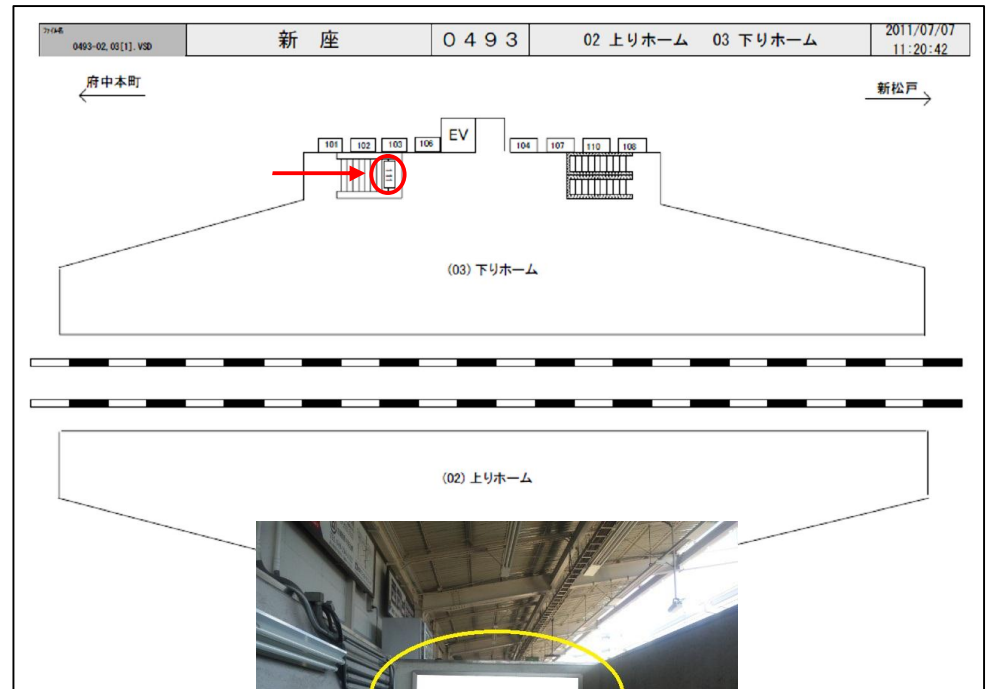 ファイル名
0493-02,03[1].VSD
新 座
0493
02 上りホーム 03 下りホーム
2011/07/07
11:20:42
府中本町
新松戸
EV
101 102 103 106 104 107 110 108
(03)下りホーム
(02)上りホーム